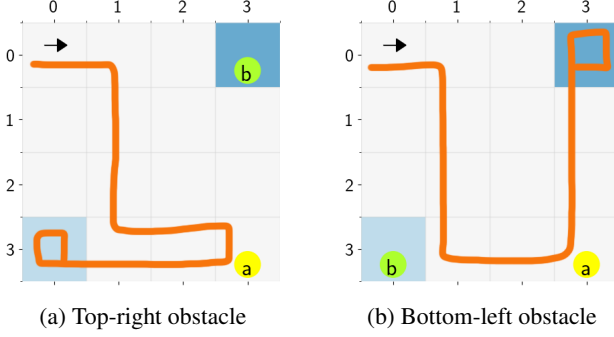 0 1 2 3 0 1 2 3
0 b 0
1 1
2 2
3 a 3 b a
(a) Top-right obstacle (b) Bottom-left obstacle